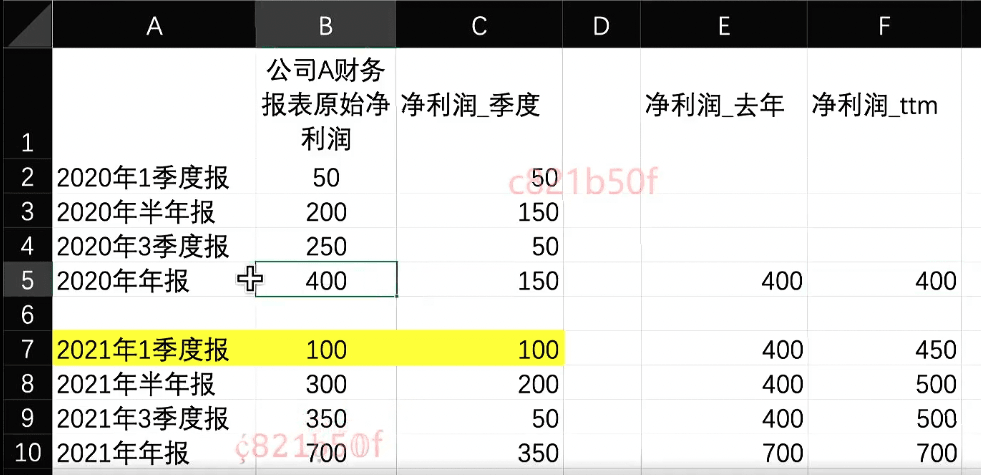 A B C D E F
1 公司A财务报表原始净利润 净利润_季度 净利润_去年 净利润_ttm
2 2020年1季度报 50 50
c821b50f
3 2020年半年报 200 150
4 2020年3季度报 250 50
5 2020年年报 400 150 400 400
6
7 2021年1季度报 100 100 400 450
8 2021年半年报 300 200 400 500
9 2021年3季度报 350 50 400 500
10 2021年年报 700 350 700 700
c821b50f